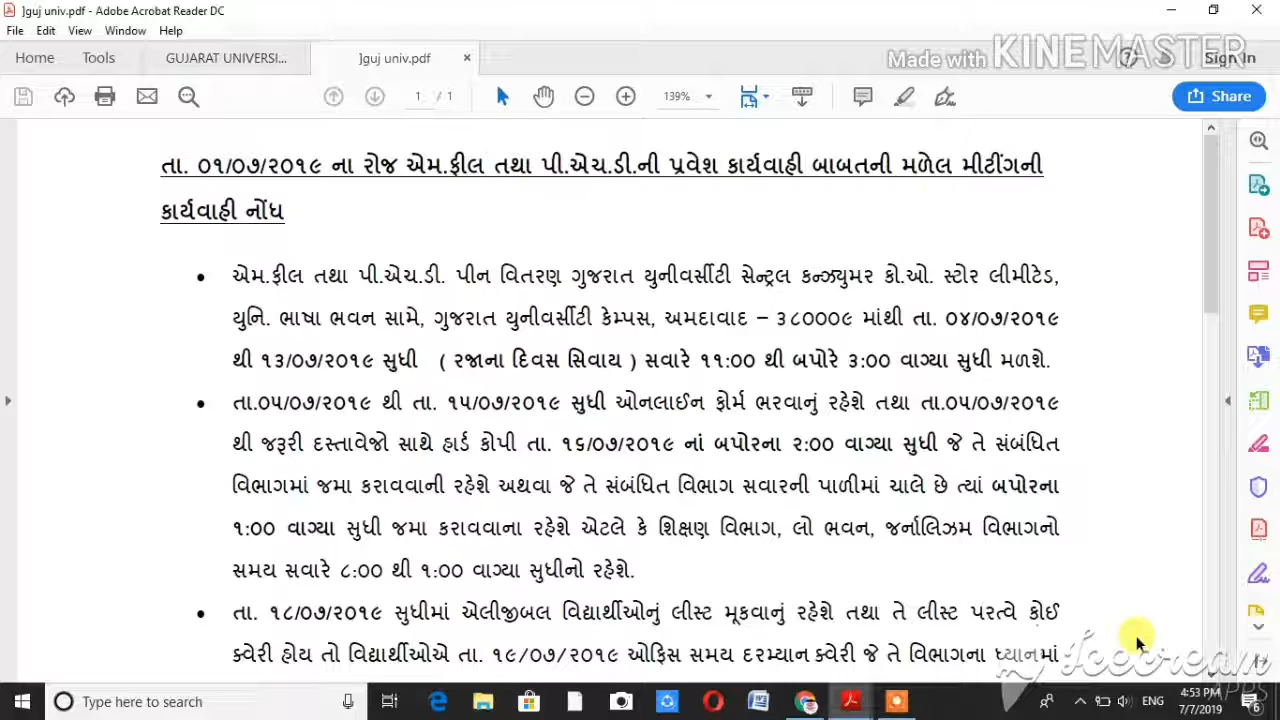 ]guj univ.pdf - Adobe Acrobat Reader DC
File Edit View Window Help
Home Tools GUJARAT UNIVERSI... ]guj univ.pdf × Sign In
Made with KINEMASTER
1 / 1 139% Share
તા. ૦૧/૦૭/૨૦૧૯ ના રોજ એમ.ફીલ તથા પી.એચ.ડી.ની પ્રવેશ કાર્યવાહી બાબતની મળેલ મીટીંગની
કાર્યવાહી નોંધ
• એમ.ફીલ તથા પી.એચ.ડી. પીન વિતરણ ગુજરાત યુનીવર્સીટી સેન્ટ્રલ કન્ઝ્યુમર કો.ઓ. સ્ટોર લીમીટેડ,
યુનિ. ભાષા ભવન સામે, ગુજરાત યુનીવર્સીટી કેમ્પસ, અમદાવાદ – ૩૮૦૦૦૯ માંથી તા. ૦૪/૦૭/૨૦૧૯
થી ૧૩/૦૭/૨૦૧૯ સુધી ( રજાના દિવસ સિવાય ) સવારે ૧૧:૦૦ થી બપોરે ૩:૦૦ વાગ્યા સુધી મળશે.
• તા.૦૫/૦૭/૨૦૧૯ થી તા. ૧૫/૦૭/૨૦૧૯ સુધી ઓનલાઈન ફોર્મ ભરવાનું રહેશે તથા તા.૦૫/૦૭/૨૦૧૯
થી જરૂરી દસ્તાવેજો સાથે હાર્ડ કોપી તા. ૧૬/૦૭/૨૦૧૯ નાં બપોરના ૨:૦૦ વાગ્યા સુધી જે તે સંબંધિત
વિભાગમાં જમા કરાવવાની રહેશે અથવા જે તે સંબંધિત વિભાગ સવારની પાળીમાં ચાલે છે ત્યાં બપોરના
૧:૦૦ વાગ્યા સુધી જમા કરાવવાના રહેશે એટલે કે શિક્ષણ વિભાગ, લો ભવન, જર્નાલિઝમ વિભાગનો
સમય સવારે ૮:૦૦ થી ૧:૦૦ વાગ્યા સુધીનો રહેશે.
• તા. ૧૮/૦૭/૨૦૧૯ સુધીમાં એલીજીબલ વિદ્યાર્થીઓનું લીસ્ટ મૂકવાનું રહેશે તથા તે લીસ્ટ પરત્વે કોઈ
ક્વેરી હોય તો વિદ્યાર્થીઓએ તા. ૧૯/૦૭/૨૦૧૯ ઓફિસ સમય દરમ્યાન ક્વેરી જે તે વિભાગના ધ્યાનમાં
Icecream
APPS
Type here to search ENG 4:53 PM
7/7/2019 6